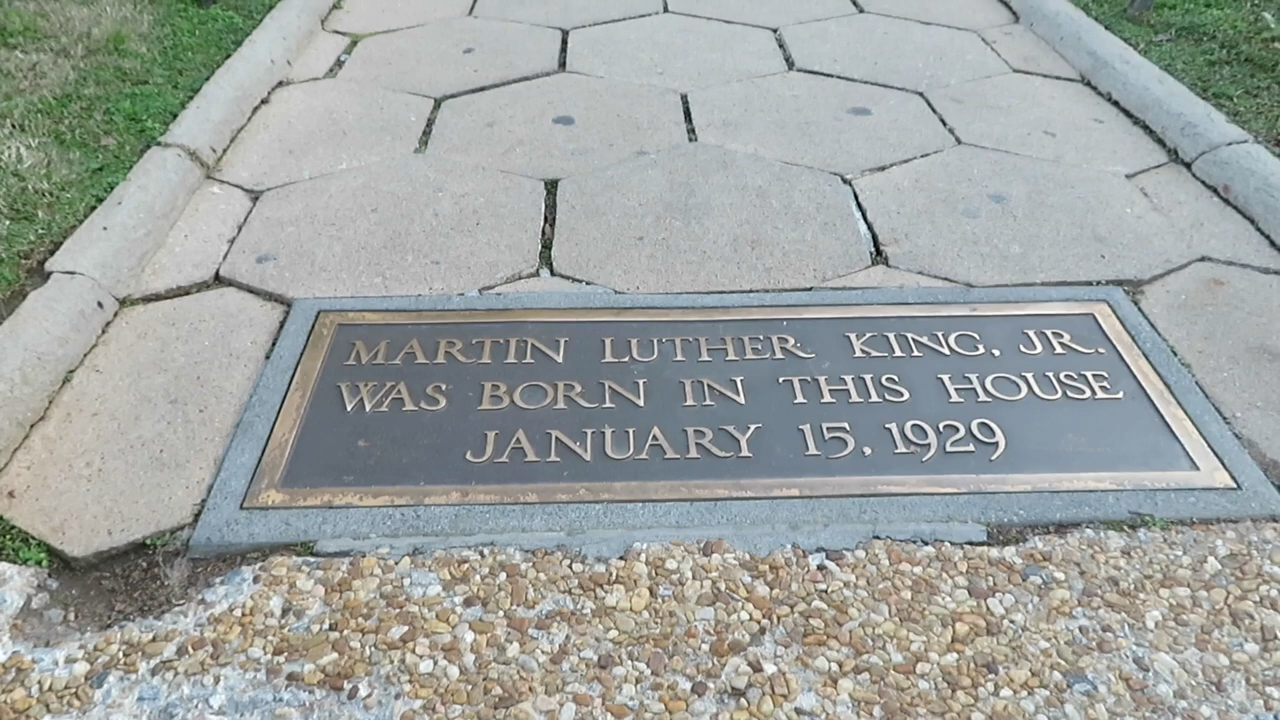 MARTIN LUTHER KING, JR.
WAS BORN IN THIS HOUSE
JANUARY 15, 1929